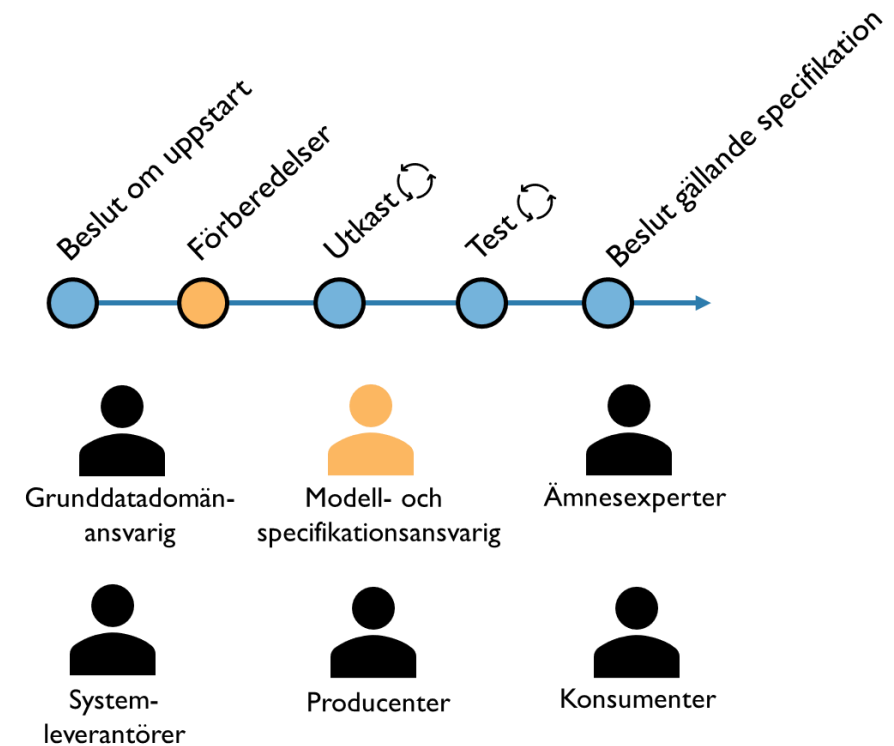 Beslut om uppstart
Förberedelser
Utkast
Test
Beslut gällande specifikation
Grunddatadomän-
ansvarig
Modell- och
specifikationsansvarig
Ämnesexperter
System-
leverantörer
Producenter
Konsumenter